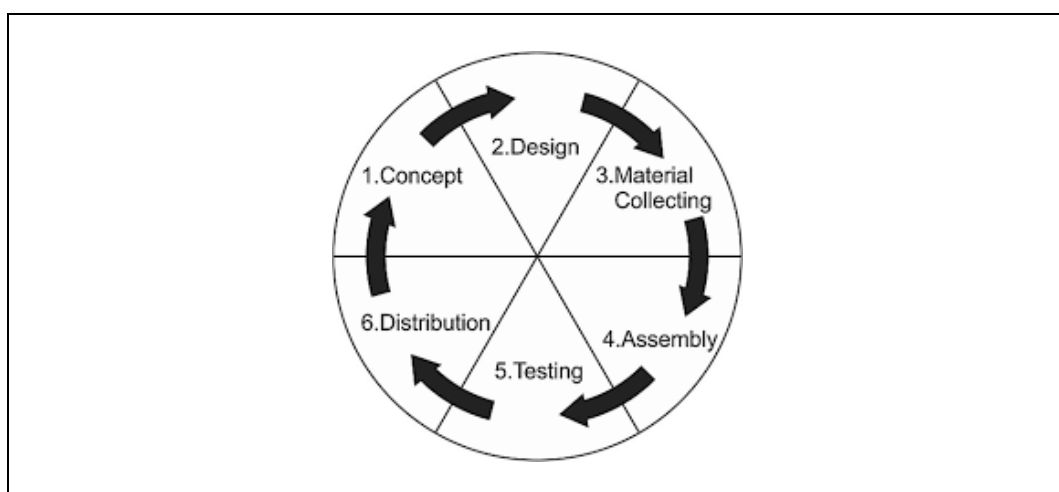 1.Concept
2.Design
3.Material
Collecting
4.Assembly
5.Testing
6.Distribution